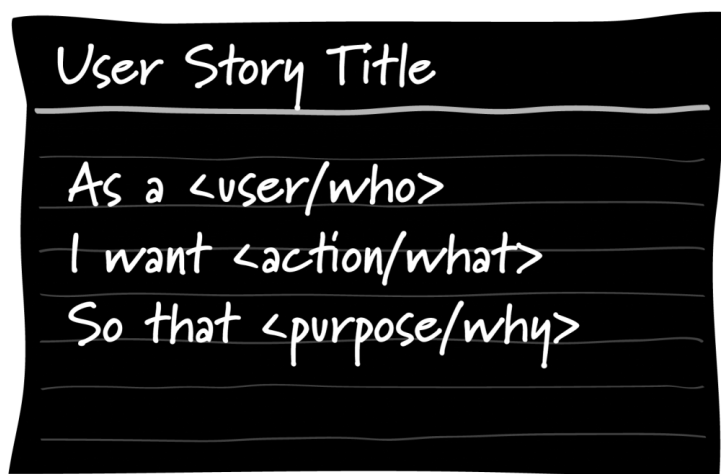 User Story Title
As a <user/who>
I want <action/what>
So that <purpose/why>